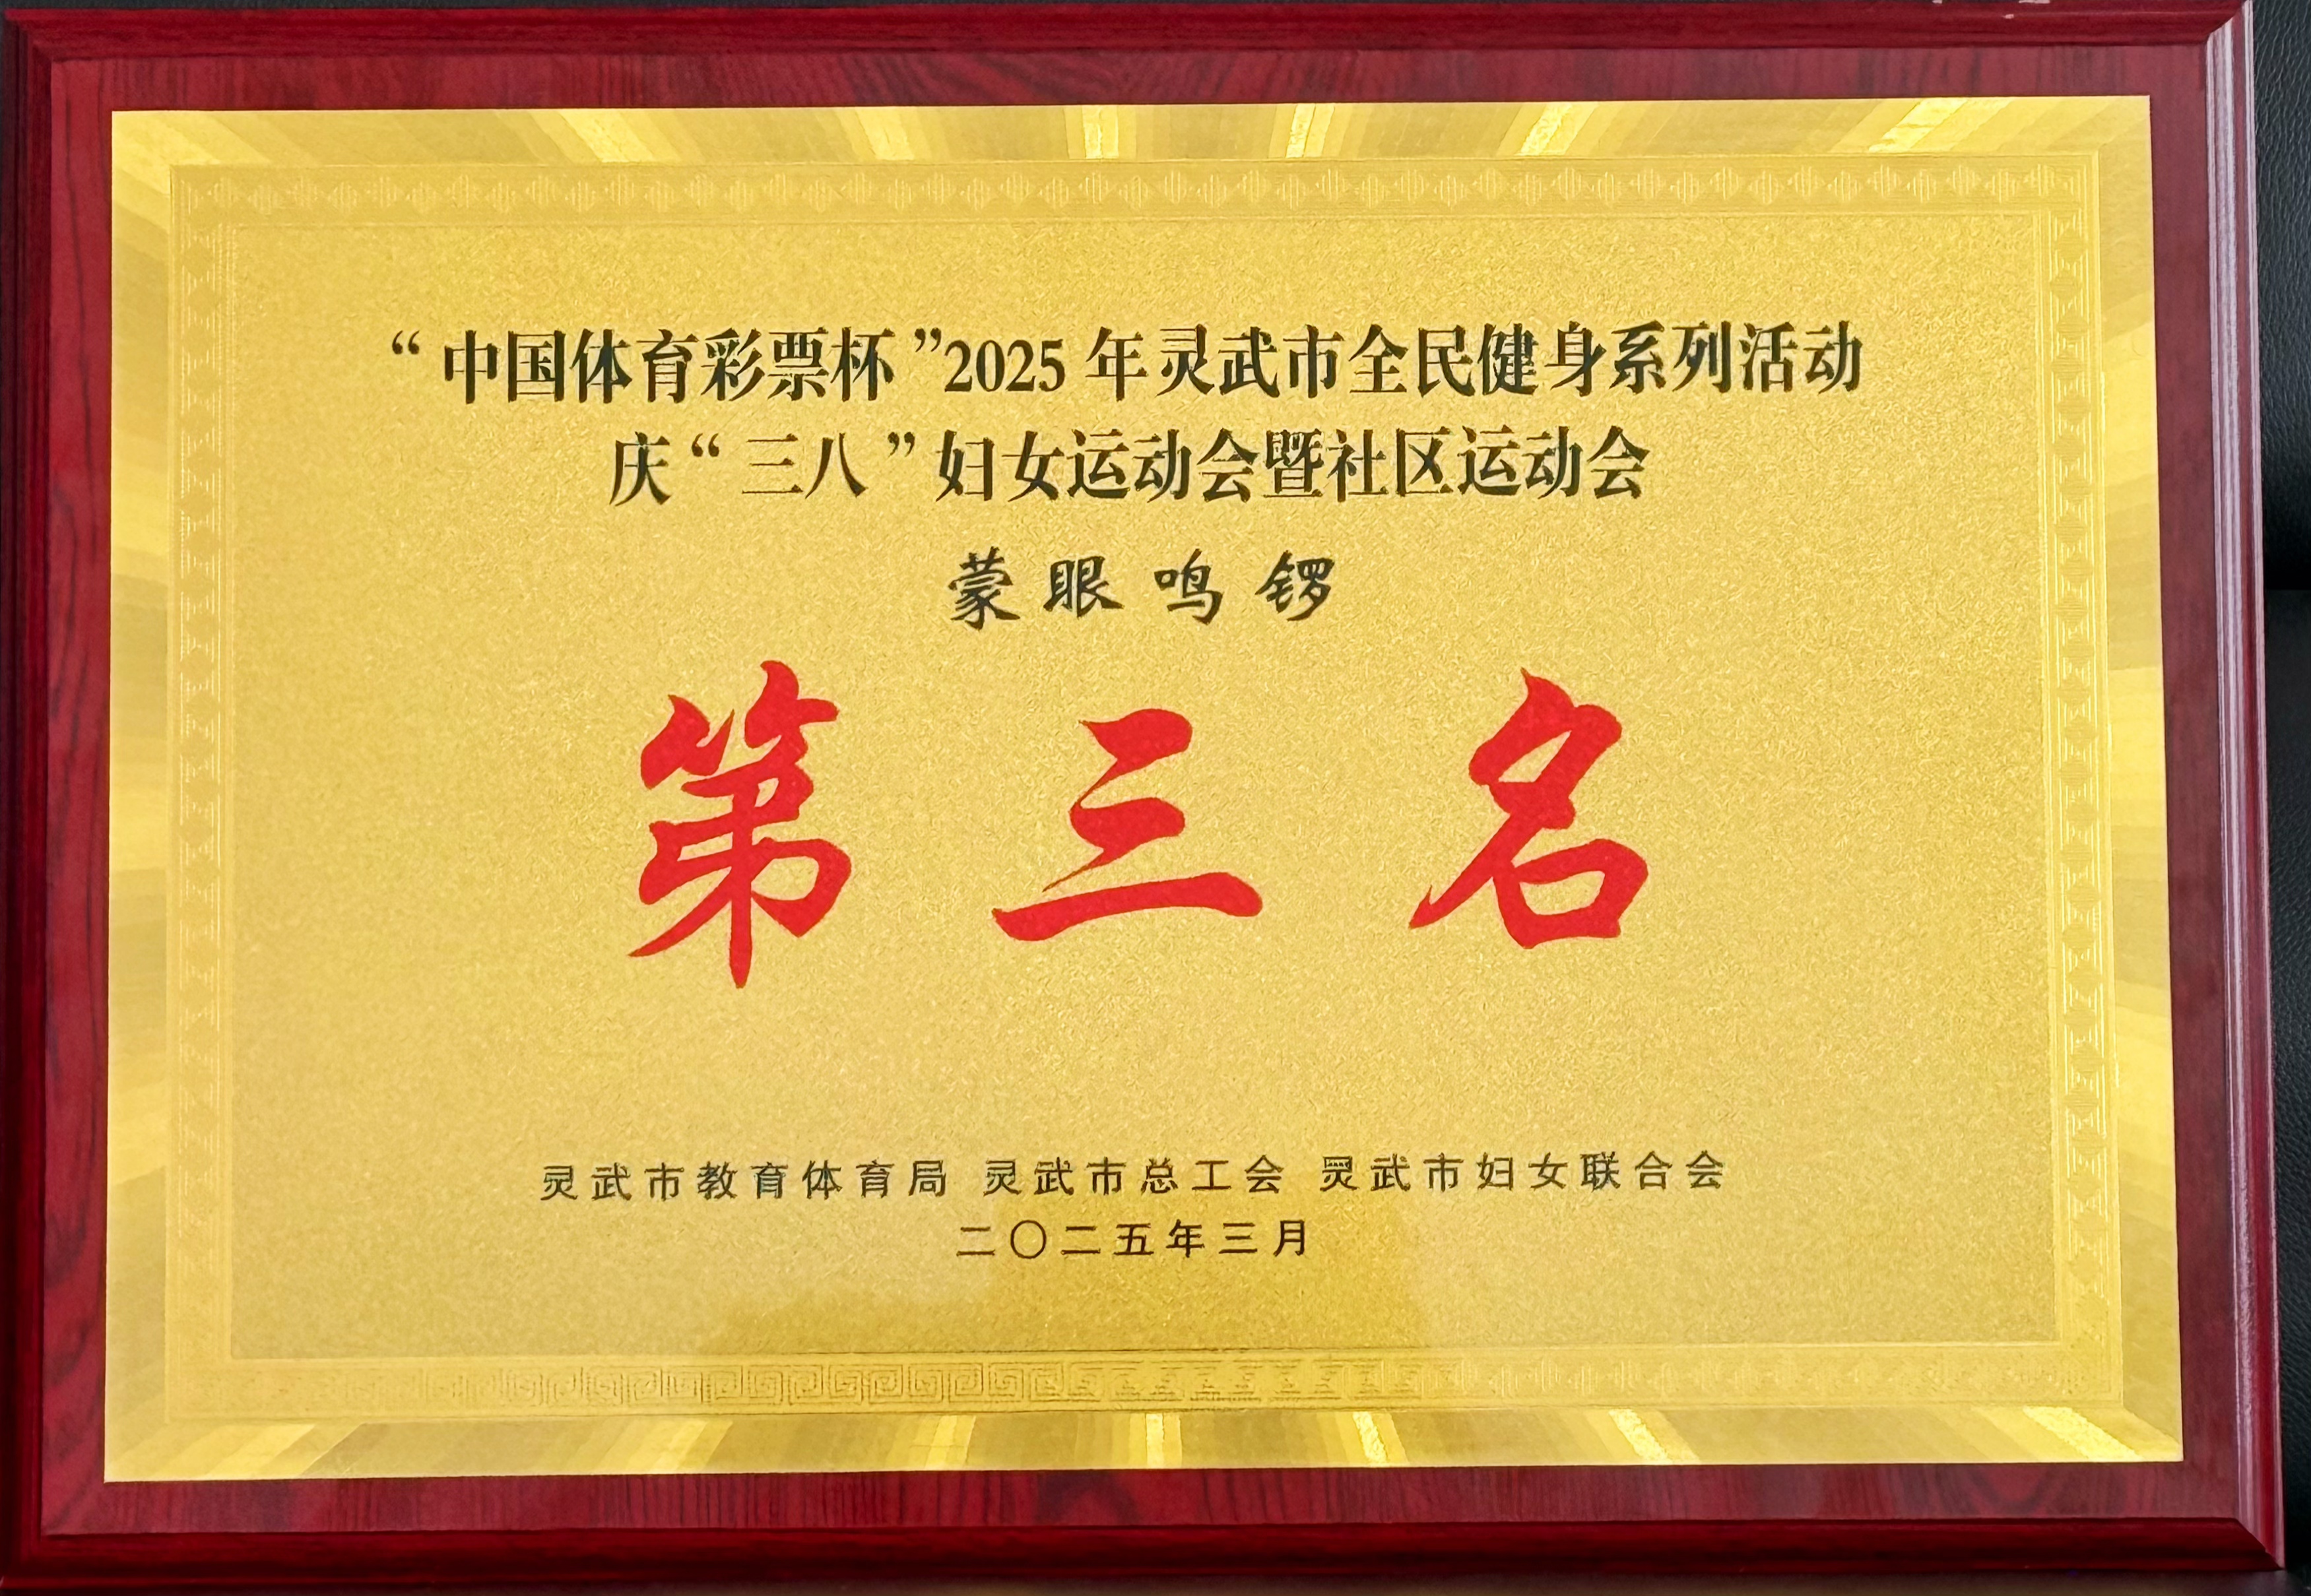 “中国体育彩票杯”2025年灵武市全民健身系列活动
庆“三八”妇女运动会暨社区运动会
蒙眼鸣锣
第三名
灵武市教育体育局 灵武市总工会 灵武市妇女联合会
二〇二五年三月